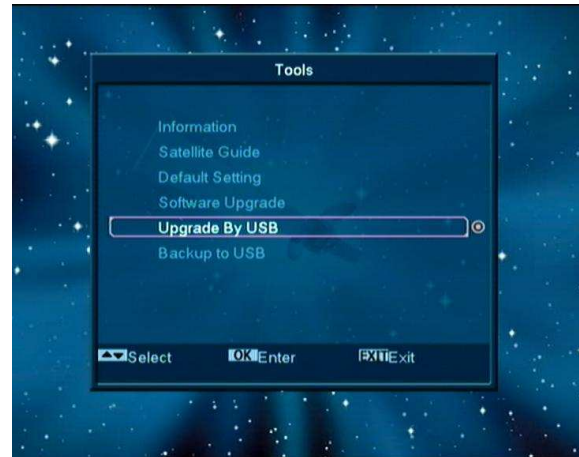 Tools
Information
Satellite Guide
Default Setting
Software Upgrade
Upgrade By USB
Backup to USB
Select OK Enter EXIT Exit